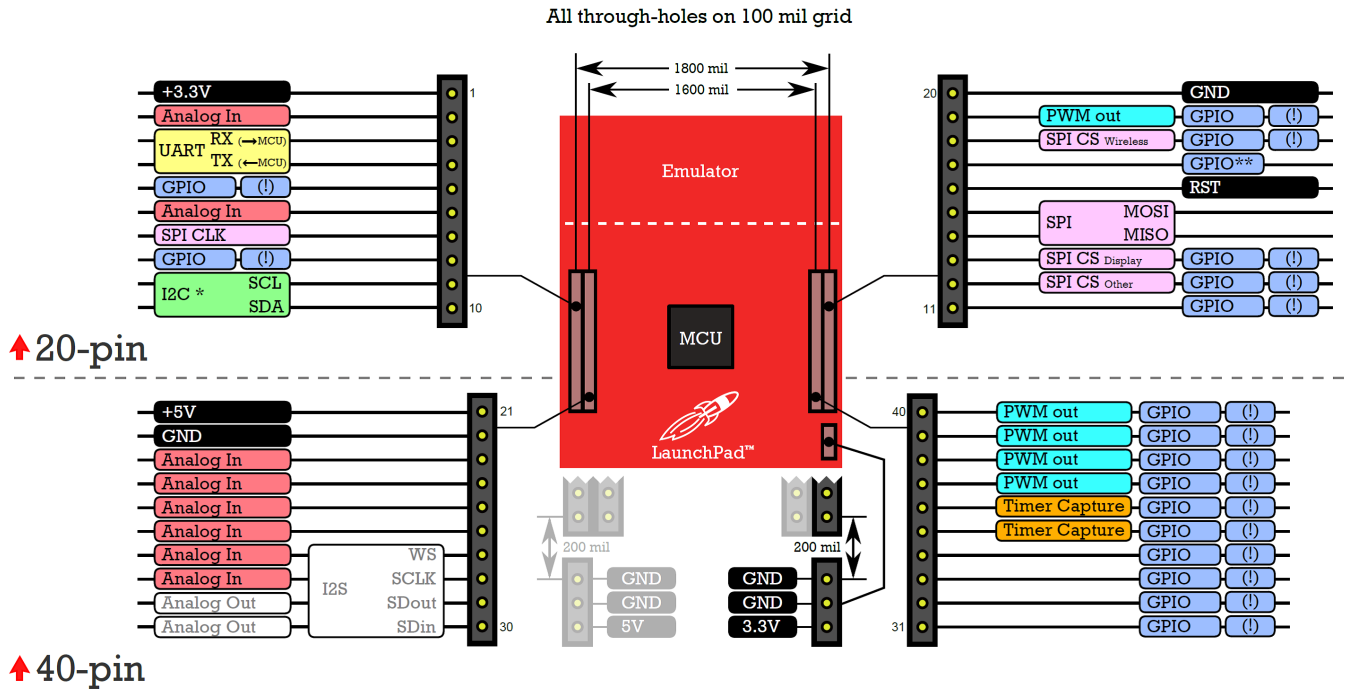 All through-holes on 100 mil grid
1800 mil
1600 mil
+3.3V
1
Analog In
UART RX (→MCU)
TX (←MCU)
GPIO (!)
Analog In
SPI CLK
GPIO (!)
I2C * SCL
SDA
10
20
GND
PWM out GPIO (!)
SPI CS Wireless GPIO (!)
GPIO**
RST
SPI MOSI
MISO
SPI CS Display GPIO (!)
SPI CS Other GPIO (!)
11 GPIO (!)
Emulator
MCU
LaunchPad™
20-pin
+5V
21
GND
Analog In
Analog In
Analog In
Analog In
Analog In
Analog In
Analog Out
Analog Out
I2S
WS
SCLK
SDout
SDin
30
200 mil
GND
GND
5V
200 mil
GND
GND
3.3V
40 PWM out GPIO (!)
PWM out GPIO (!)
PWM out GPIO (!)
PWM out GPIO (!)
Timer Capture GPIO (!)
Timer Capture GPIO (!)
GPIO (!)
GPIO (!)
GPIO (!)
31 GPIO (!)
40-pin